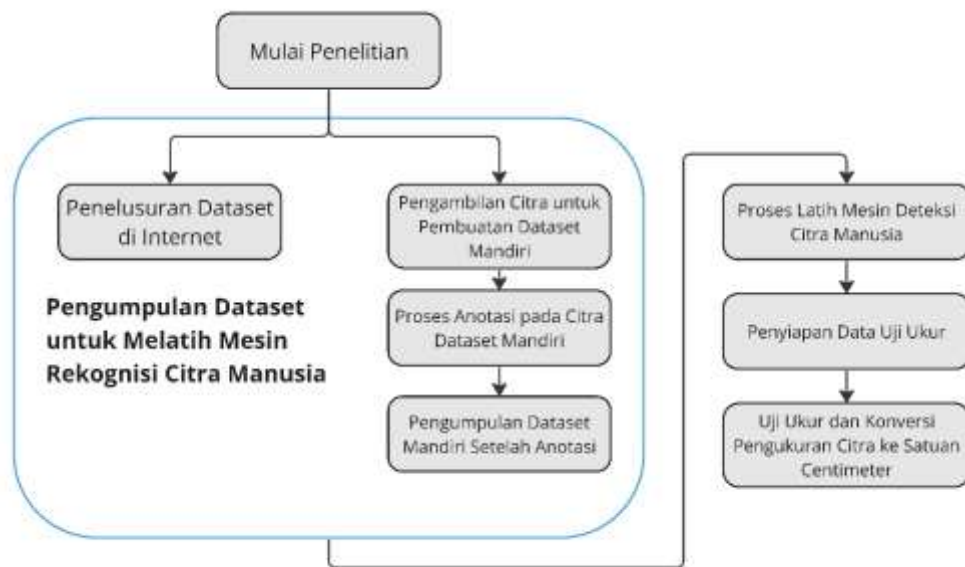 Mulai Penelitian
Penelusuran Dataset
di Internet
Pengambilan Citra untuk
Pembuatan Dataset
Mandiri
Pengumpulan Dataset
untuk Melatih Mesin
Rekognisi Citra Manusia
Proses Anotasi pada Citra
Dataset Mandiri
Pengumpulan Dataset
Mandiri Setelah Anotasi
Proses Latih Mesin Deteksi
Citra Manusia
Penyiapan Data Uji Ukur
Uji Ukur dan Konversi
Pengukuran Citra ke Satuan
Centimeter